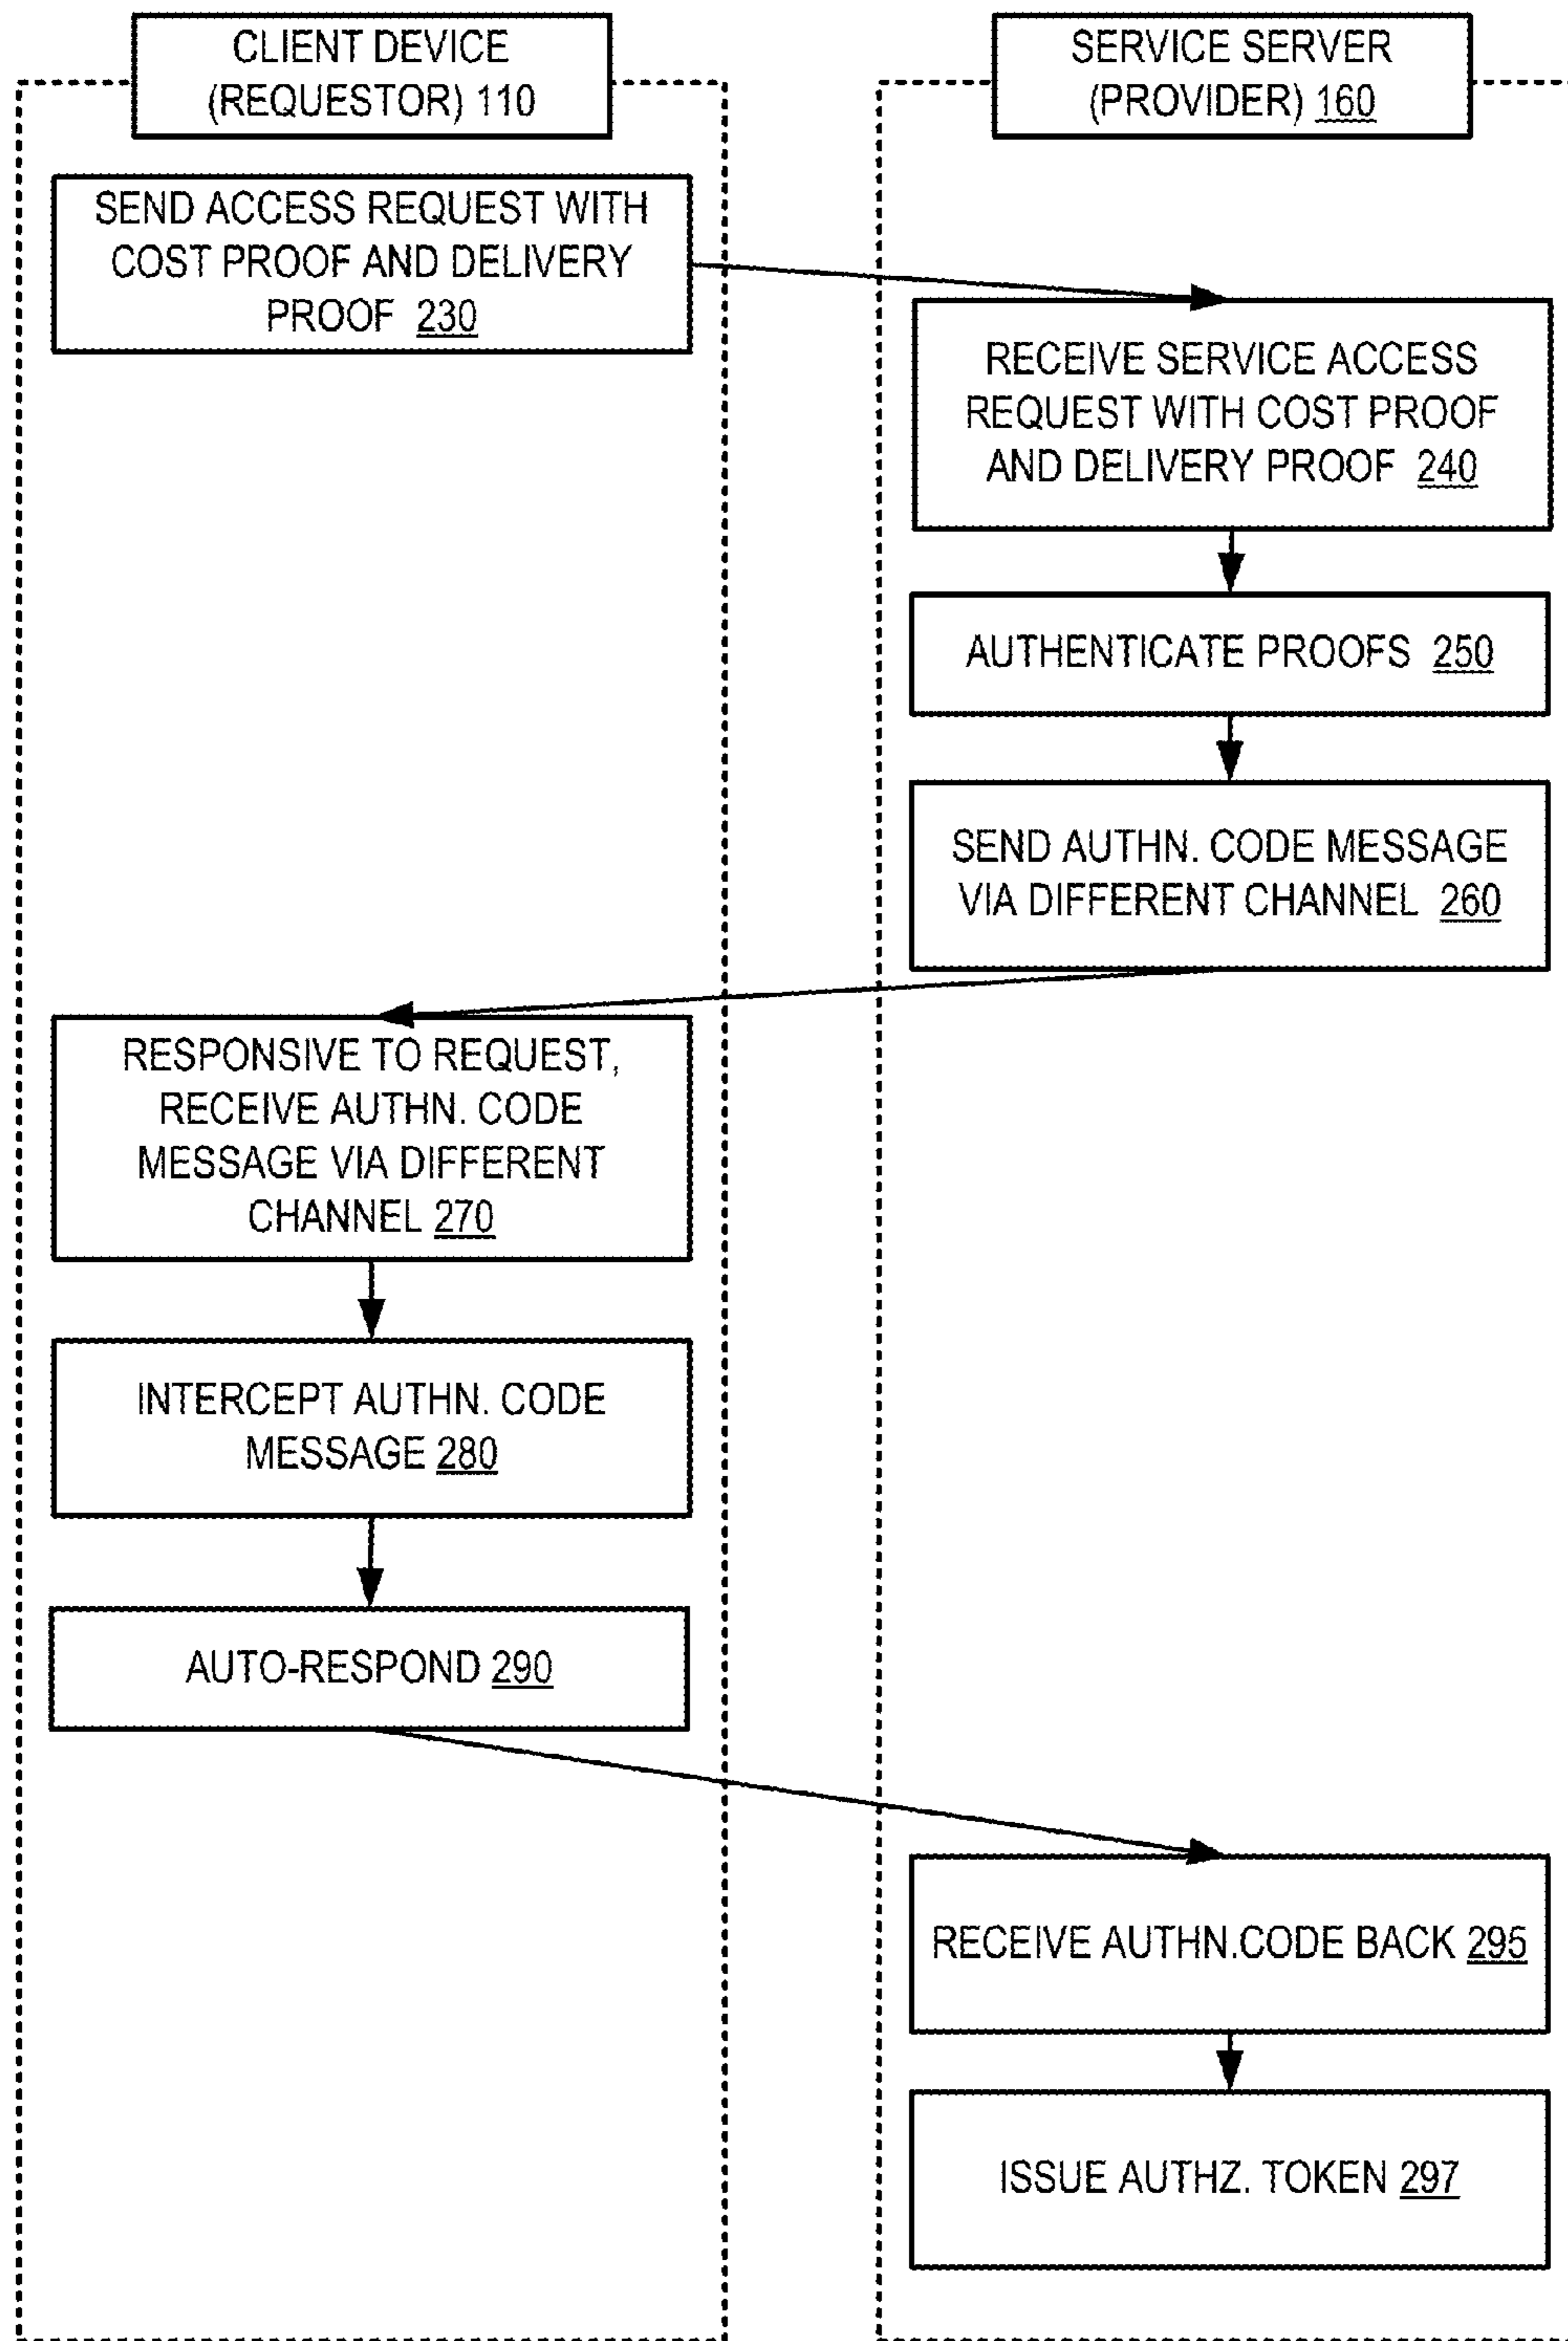 CLIENT DEVICE
(REQUESTOR) 110
SERVICE SERVER
(PROVIDER) 160
SEND ACCESS REQUEST WITH
COST PROOF AND DELIVERY
PROOF 230
RECEIVE SERVICE ACCESS
REQUEST WITH COST PROOF
AND DELIVERY PROOF 240
AUTHENTICATE PROOFS 250
SEND AUTHN. CODE MESSAGE
VIA DIFFERENT CHANNEL 260
RESPONSIVE TO REQUEST,
RECEIVE AUTHN. CODE
MESSAGE VIA DIFFERENT
CHANNEL 270
INTERCEPT AUTHN. CODE
MESSAGE 280
AUTO-RESPOND 290
RECEIVE AUTHN.CODE BACK 295
ISSUE AUTHZ. TOKEN 297